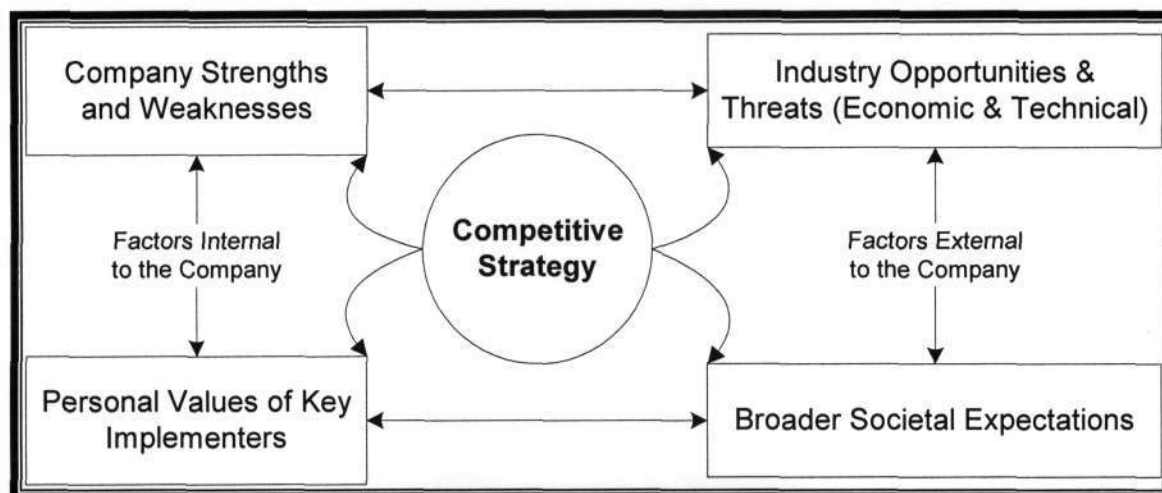 Company Strengths
and Weaknesses
Industry Opportunities &
Threats (Economic & Technical)
Factors Internal
to the Company
Competitive
Strategy
Factors External
to the Company
Personal Values of Key
Implementers
Broader Societal Expectations